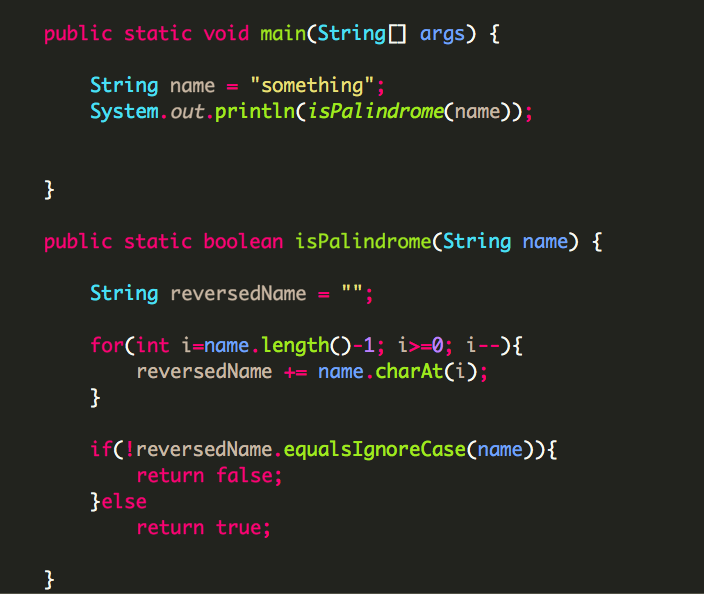 public static void main(String[] args) {
String name = "something";
System.out.println(isPalindrome(name));
}
public static boolean isPalindrome(String name) {
String reversedName = "";
for(int i=name.length()-1; i>=0; i--){
reversedName += name.charAt(i);
}
if(!reversedName.equalsIgnoreCase(name)){
return false;
}else
return true;
}